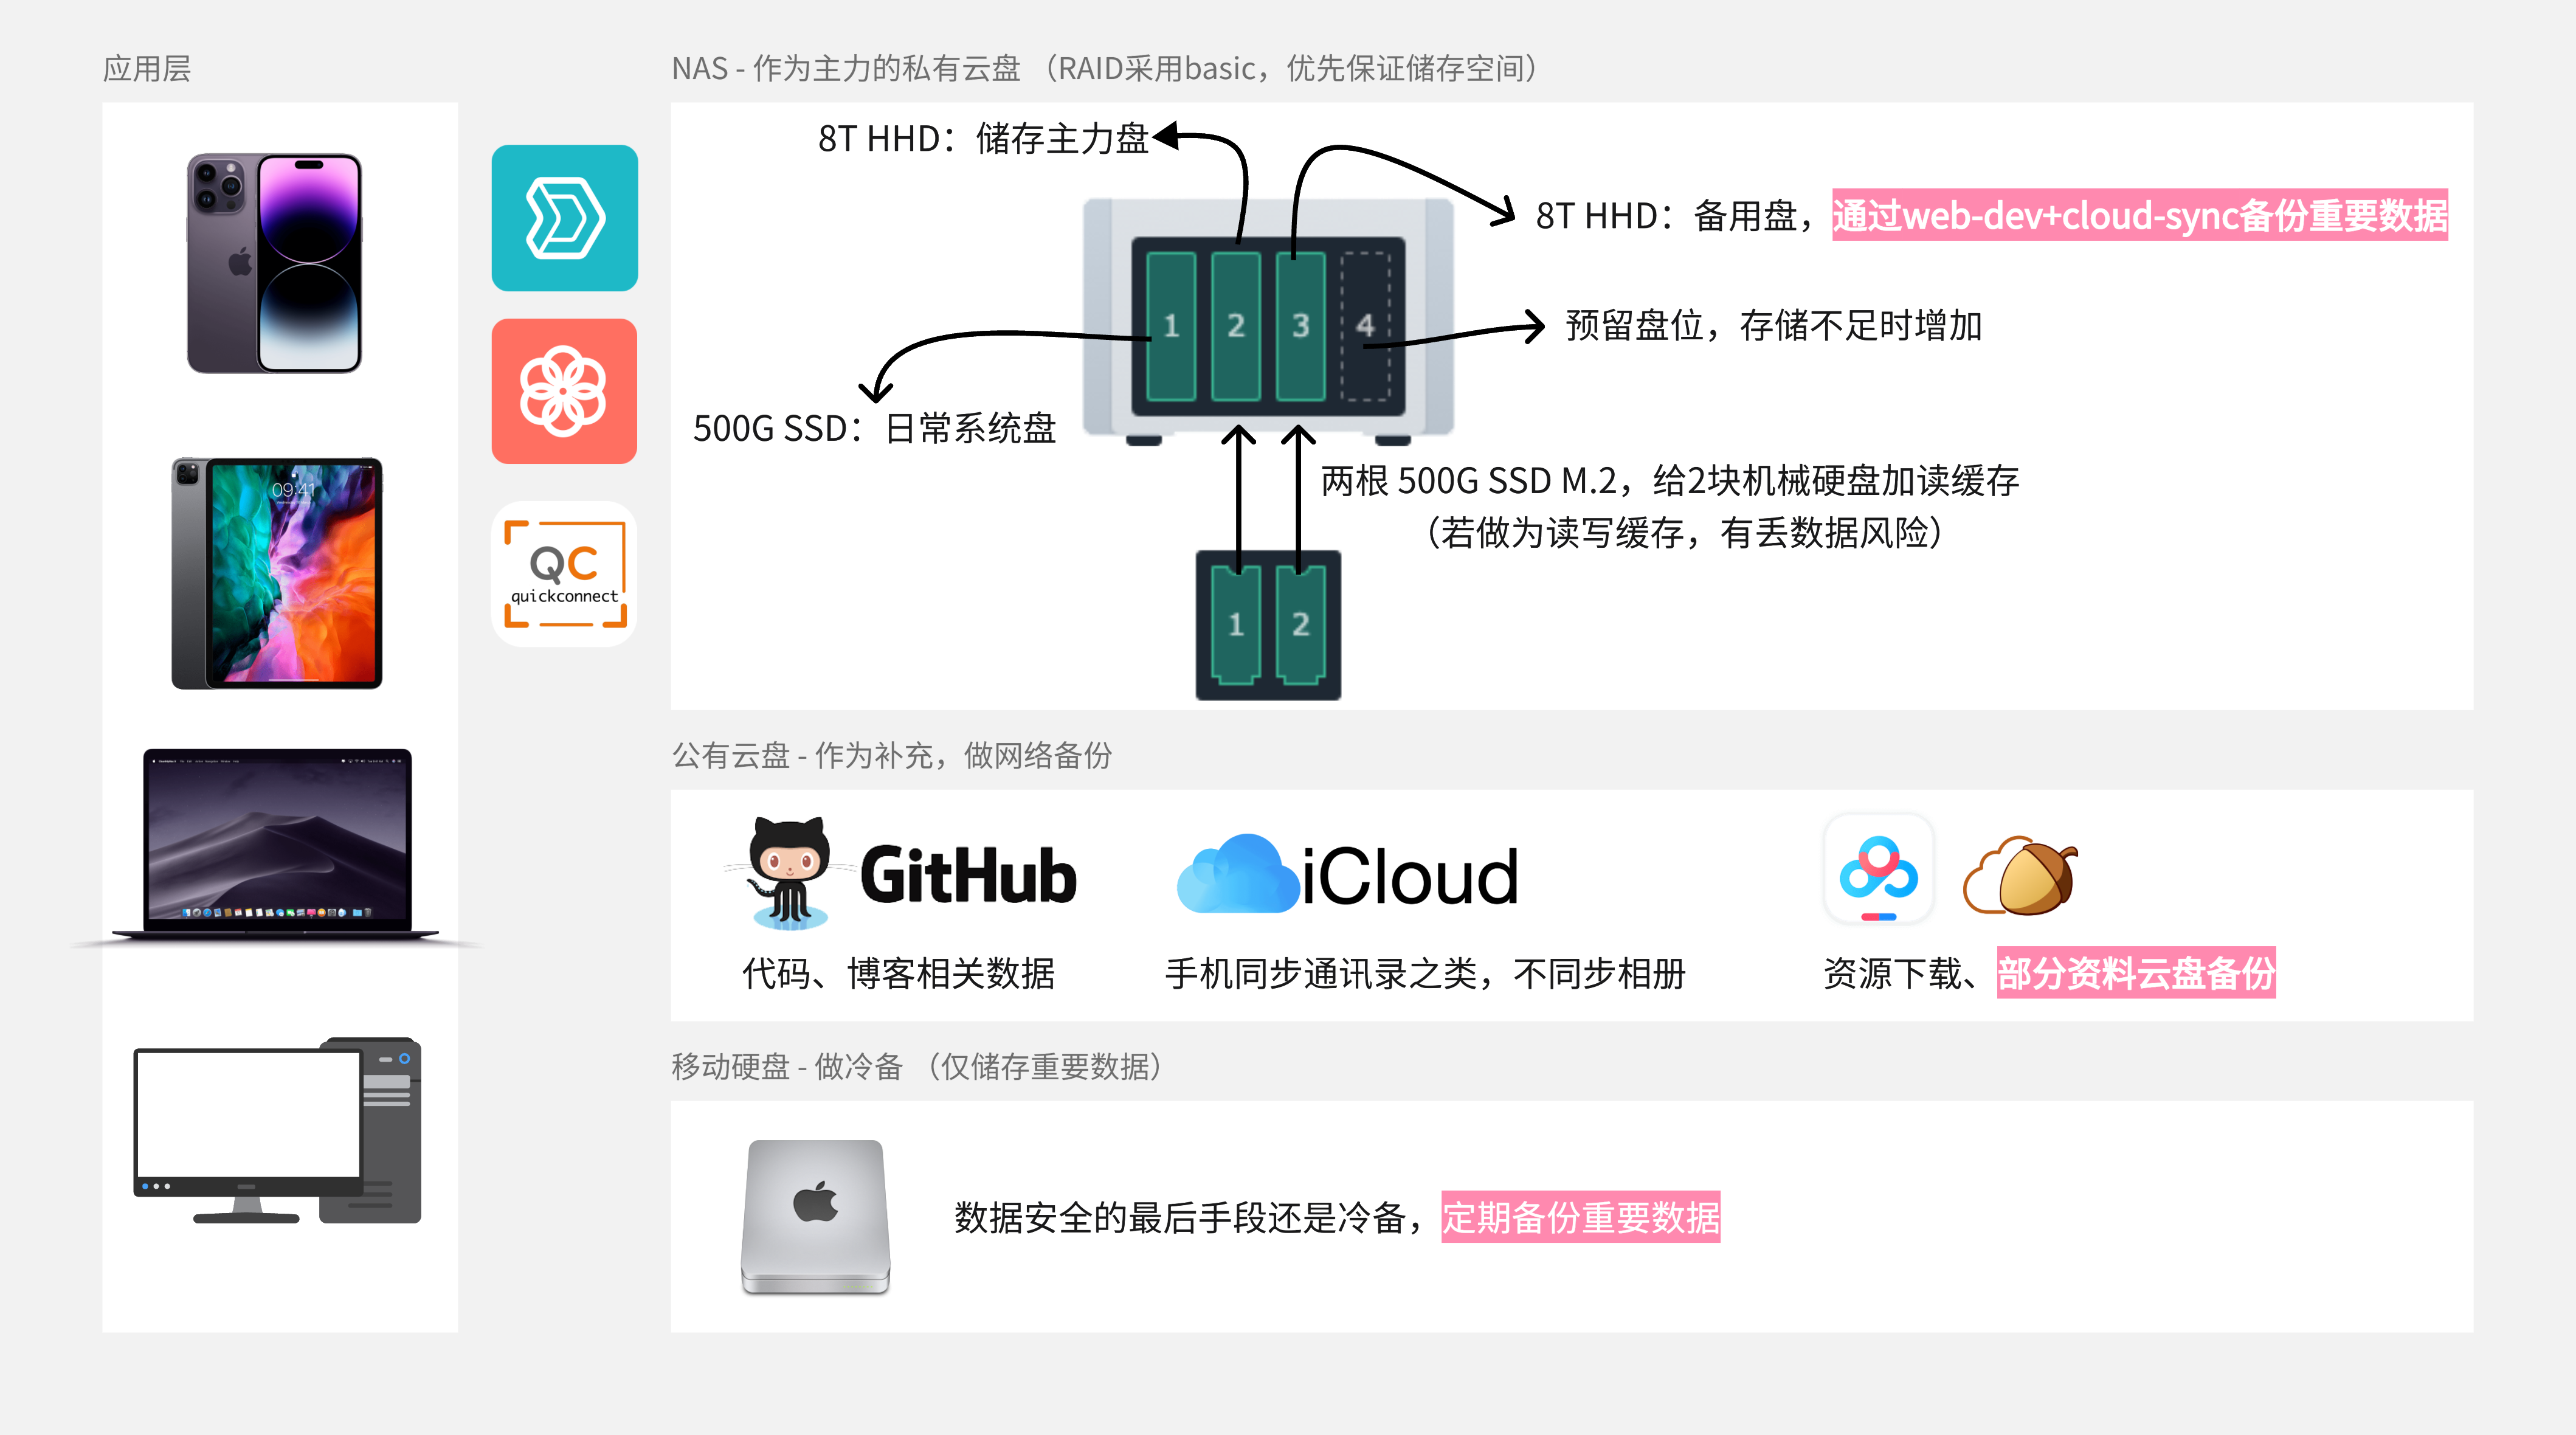 应用层
09:41
QC
quickconnect
NAS - 作为主力的私有云盘 （RAID采用basic，优先保证储存空间）
8T HHD：储存主力盘
8T HHD：备用盘，通过web-dev+cloud-sync备份重要数据
1 2 3 4
预留盘位，存储不足时增加
500G SSD：日常系统盘
两根 500G SSD M.2，给2块机械硬盘加读缓存
（若做为读写缓存，有丢数据风险）
1 2
公有云盘 - 作为补充，做网络备份
GitHub
iCloud
代码、博客相关数据
手机同步通讯录之类，不同步相册
资源下载、部分资料云盘备份
移动硬盘 - 做冷备 （仅储存重要数据）
数据安全的最后手段还是冷备，定期备份重要数据